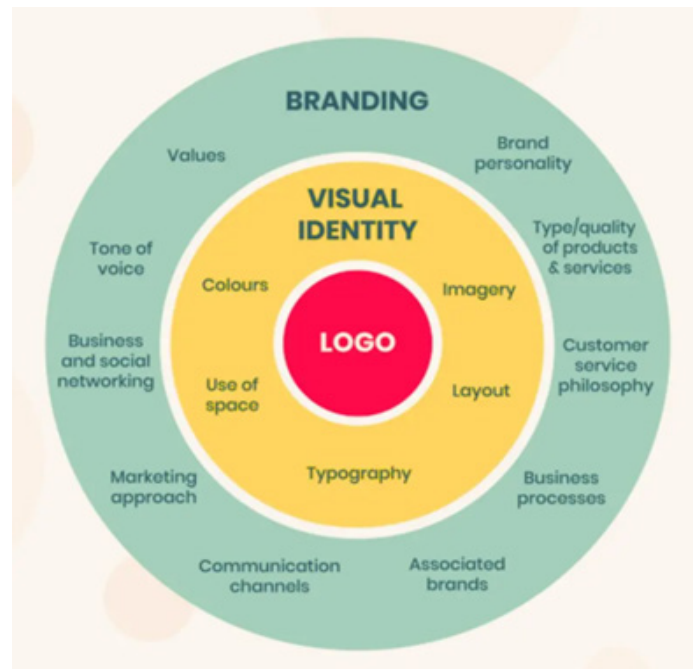 BRANDING
Values
Brand
personality
Tone of
voice
Type/quality
of products
& services
Business
and social
networking
Customer
service
philosophy
Marketing
approach
Business
processes
Communication
channels
Associated
brands
VISUAL
IDENTITY
Colours
Imagery
Use of
space
Layout
Typography
LOGO